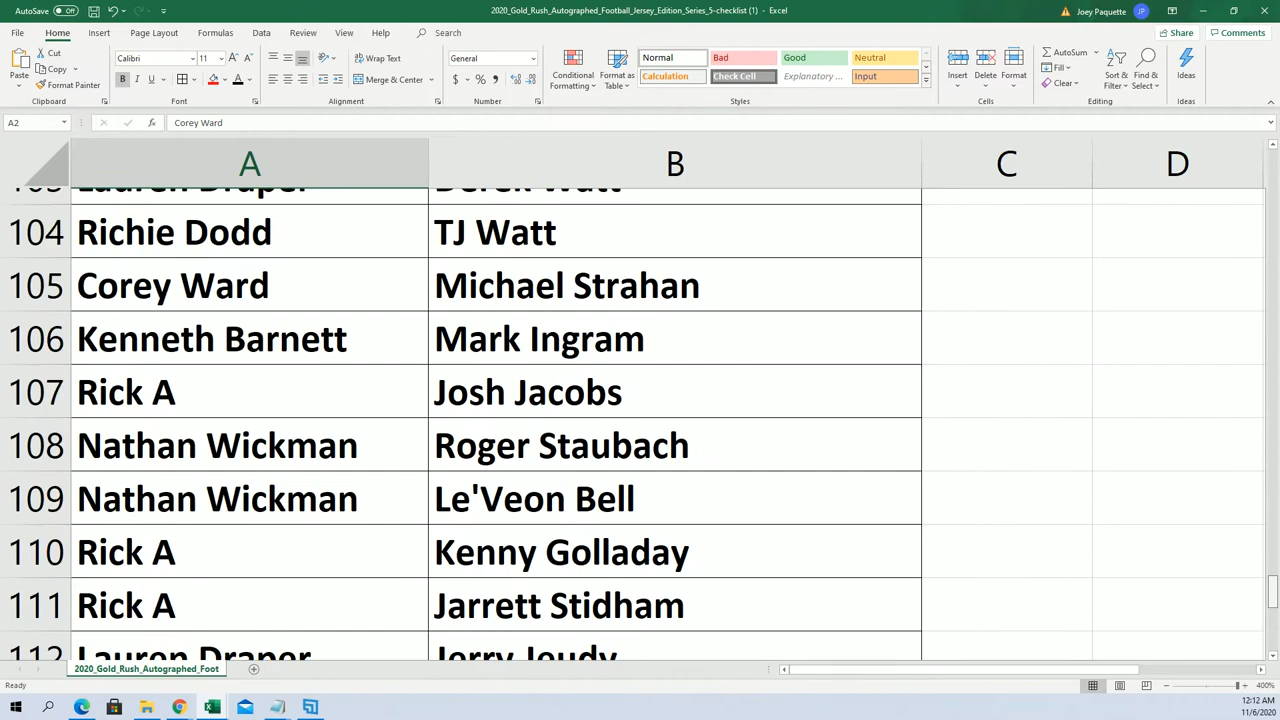 AutoSave Off
2020_Gold_Rush_Autographed_Football_Jersey_Edition_Series_5-checklist (1) - Excel
Joey Paquette JP
File Home Insert Page Layout Formulas Data Review View Help Search Share Comments
Paste Cut Copy Format Painter Clipboard
Calibri 11 B I U A Font
Wrap Text Merge & Center Alignment
General $ % Number
Conditional Formatting Format as Table
Normal Bad Good Neutral
Calculation Check Cell Explanatory ... Input
Styles
Insert Delete Format Cells
AutoSum Fill Clear Sort & Filter Find & Select Editing
Ideas Ideas
A2 fx Corey Ward
A B C D
103 Lauren Draper Derek Watt
104 Richie Dodd TJ Watt
105 Corey Ward Michael Strahan
106 Kenneth Barnett Mark Ingram
107 Rick A Josh Jacobs
108 Nathan Wickman Roger Staubach
109 Nathan Wickman Le'Veon Bell
110 Rick A Kenny Golladay
111 Rick A Jarrett Stidham
112 Lauren Draper Jerry Jeudy
2020_Gold_Rush_Autographed_Foot
Ready 400%
12:12 AM
11/6/2020